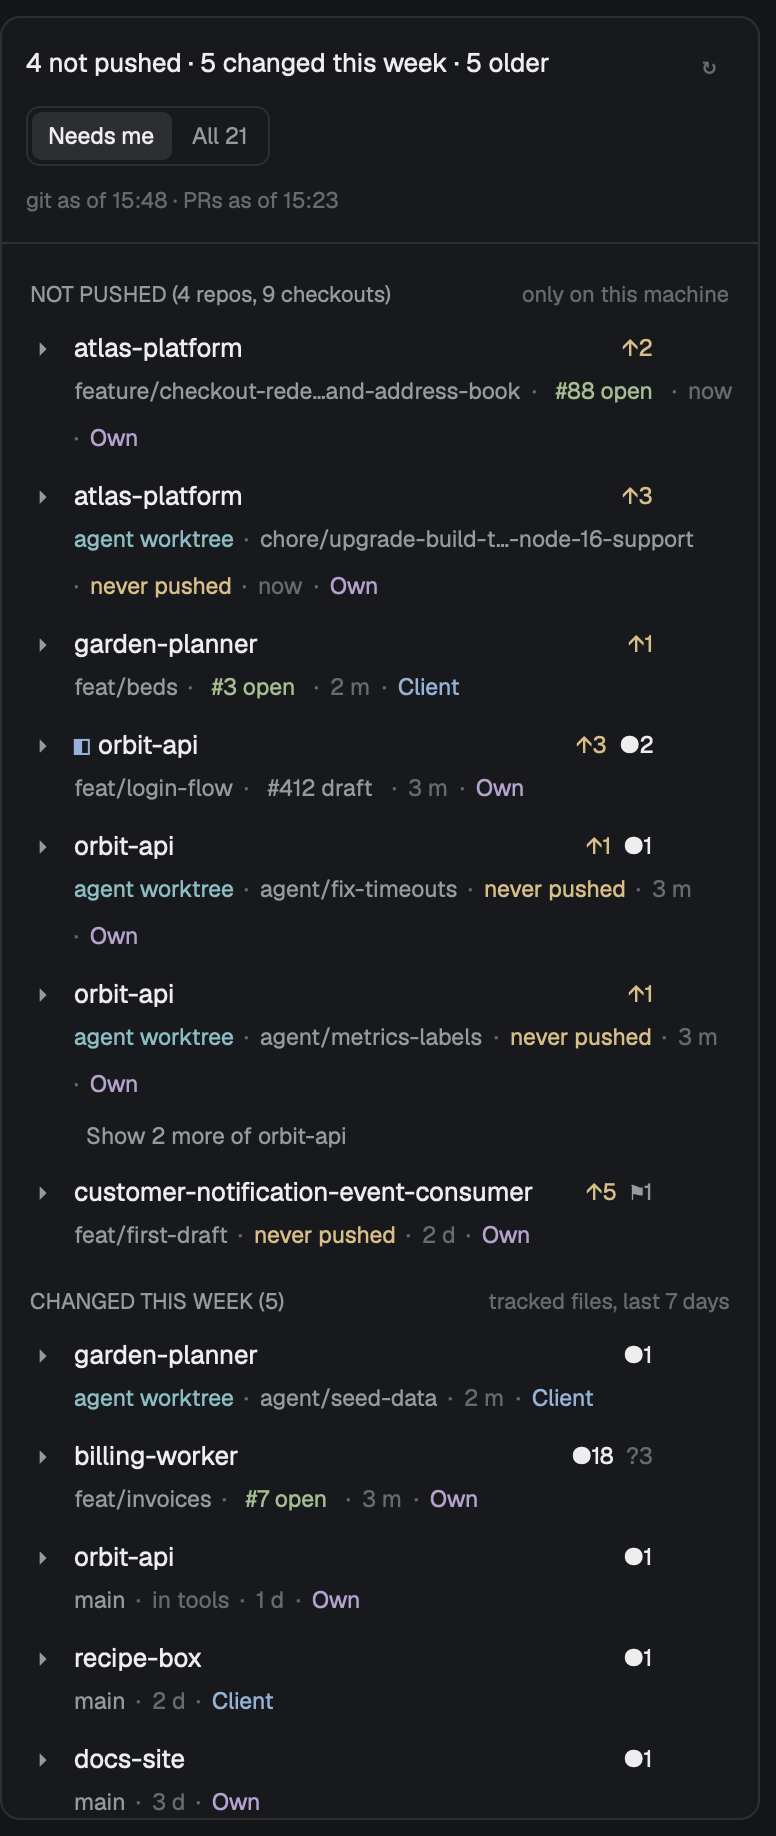 4 not pushed · 5 changed this week · 5 older ↻
Needs me All 21
git as of 15:48 · PRs as of 15:23
NOT PUSHED (4 repos, 9 checkouts) only on this machine
atlas-platform ↑2
feature/checkout-rede...and-address-book · #88 open · now
· Own
atlas-platform ↑3
agent worktree · chore/upgrade-build-t...-node-16-support
· never pushed · now · Own
garden-planner ↑1
feat/beds · #3 open · 2 m · Client
orbit-api ↑3 ●2
feat/login-flow · #412 draft · 3 m · Own
orbit-api ↑1 ●1
agent worktree · agent/fix-timeouts · never pushed · 3 m
· Own
orbit-api ↑1
agent worktree · agent/metrics-labels · never pushed · 3 m
· Own
Show 2 more of orbit-api
customer-notification-event-consumer ↑5 ⚑1
feat/first-draft · never pushed · 2 d · Own
CHANGED THIS WEEK (5) tracked files, last 7 days
garden-planner ●1
agent worktree · agent/seed-data · 2 m · Client
billing-worker ●18 ?3
feat/invoices · #7 open · 3 m · Own
orbit-api ●1
main · in tools · 1 d · Own
recipe-box ●1
main · 2 d · Client
docs-site ●1
main · 3 d · Own